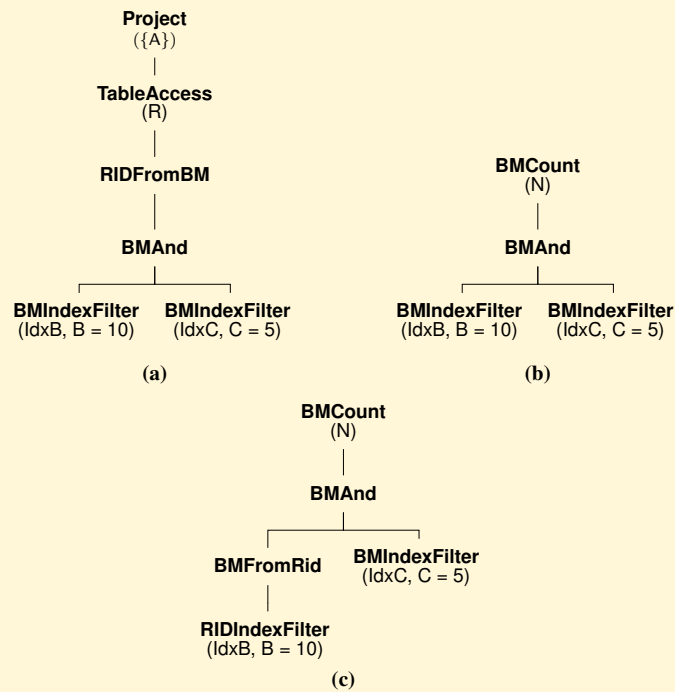 Project
({A})
TableAccess
(R)
RIDFromBM
BMAnd
BMIndexFilter BMIndexFilter
(IdxB, B = 10) (IdxC, C = 5)
(a)
BMCount
(N)
BMAnd
BMIndexFilter BMIndexFilter
(IdxB, B = 10) (IdxC, C = 5)
(b)
BMCount
(N)
BMAnd
BMFromRid BMIndexFilter
(IdxC, C = 5)
RIDIndexFilter
(IdxB, B = 10)
(c)